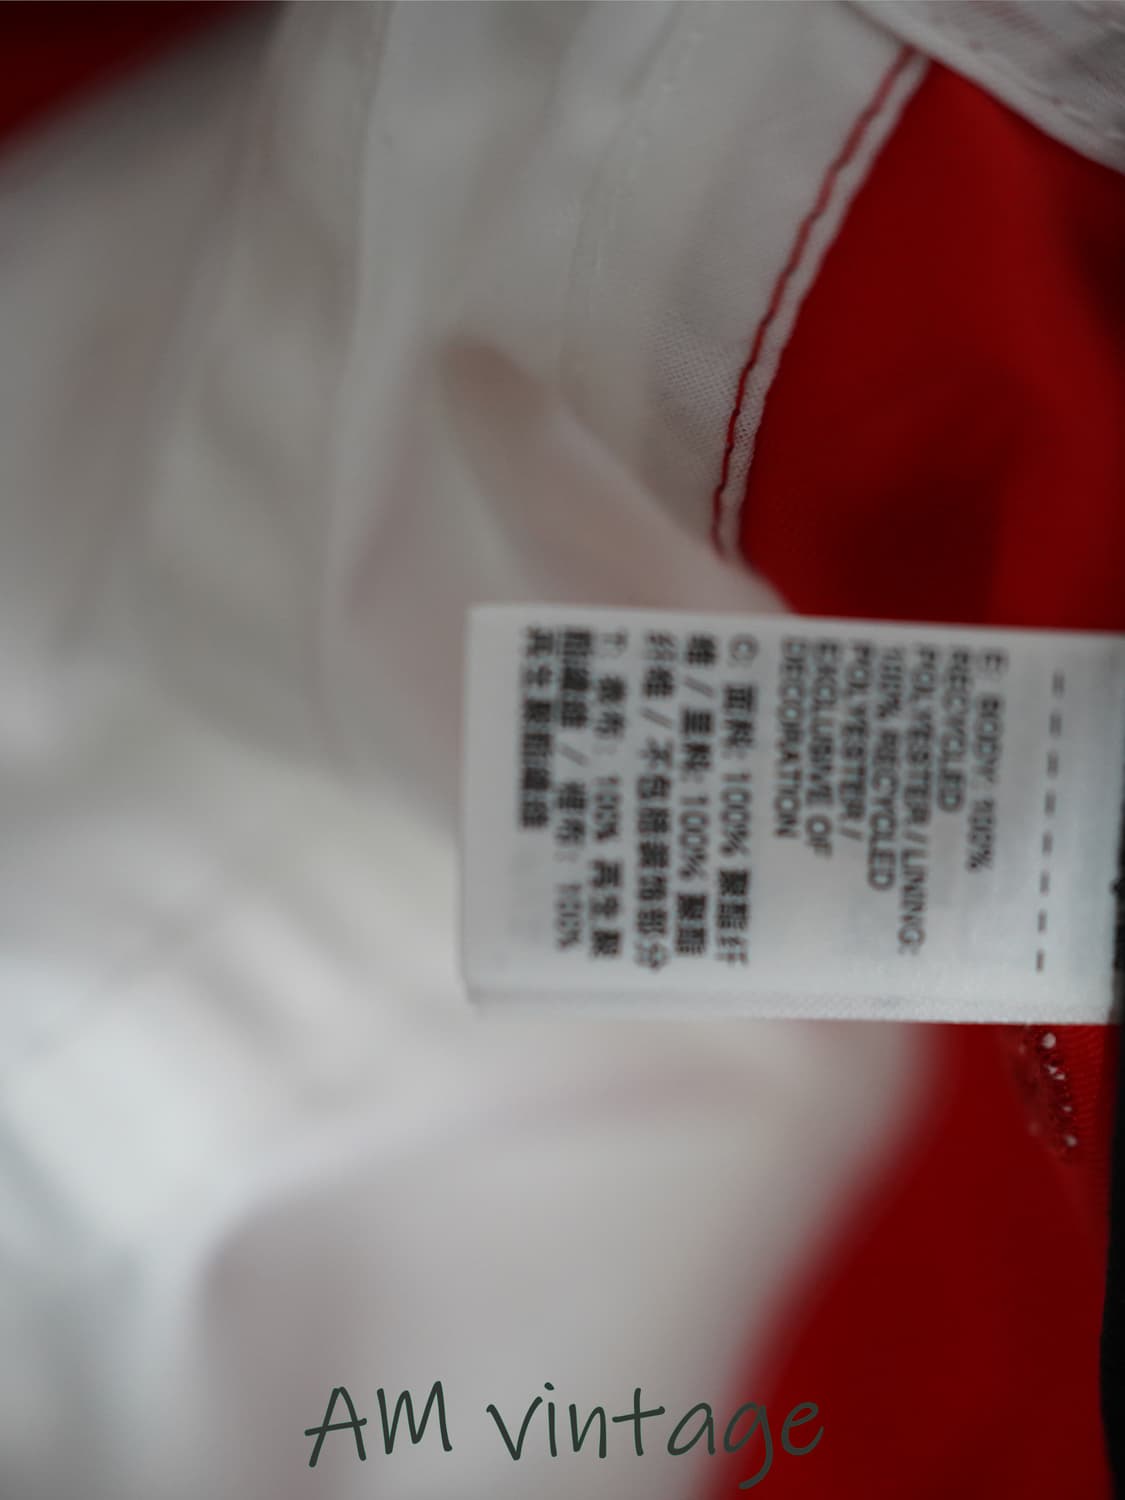 E: BODY: 100%
RECYCLED
POLYESTER / LINING:
100% RECYCLED
POLYESTER /
EXCLUSIVE OF
DECORATION
C: 面料: 100% 聚酯纤
维 / 里料: 100% 聚酯
纤维 / 不包括装饰部分
T: 表布: 100% 再生聚
酯纖維 / 裡布: 100%
再生聚酯纖維
AM vintage